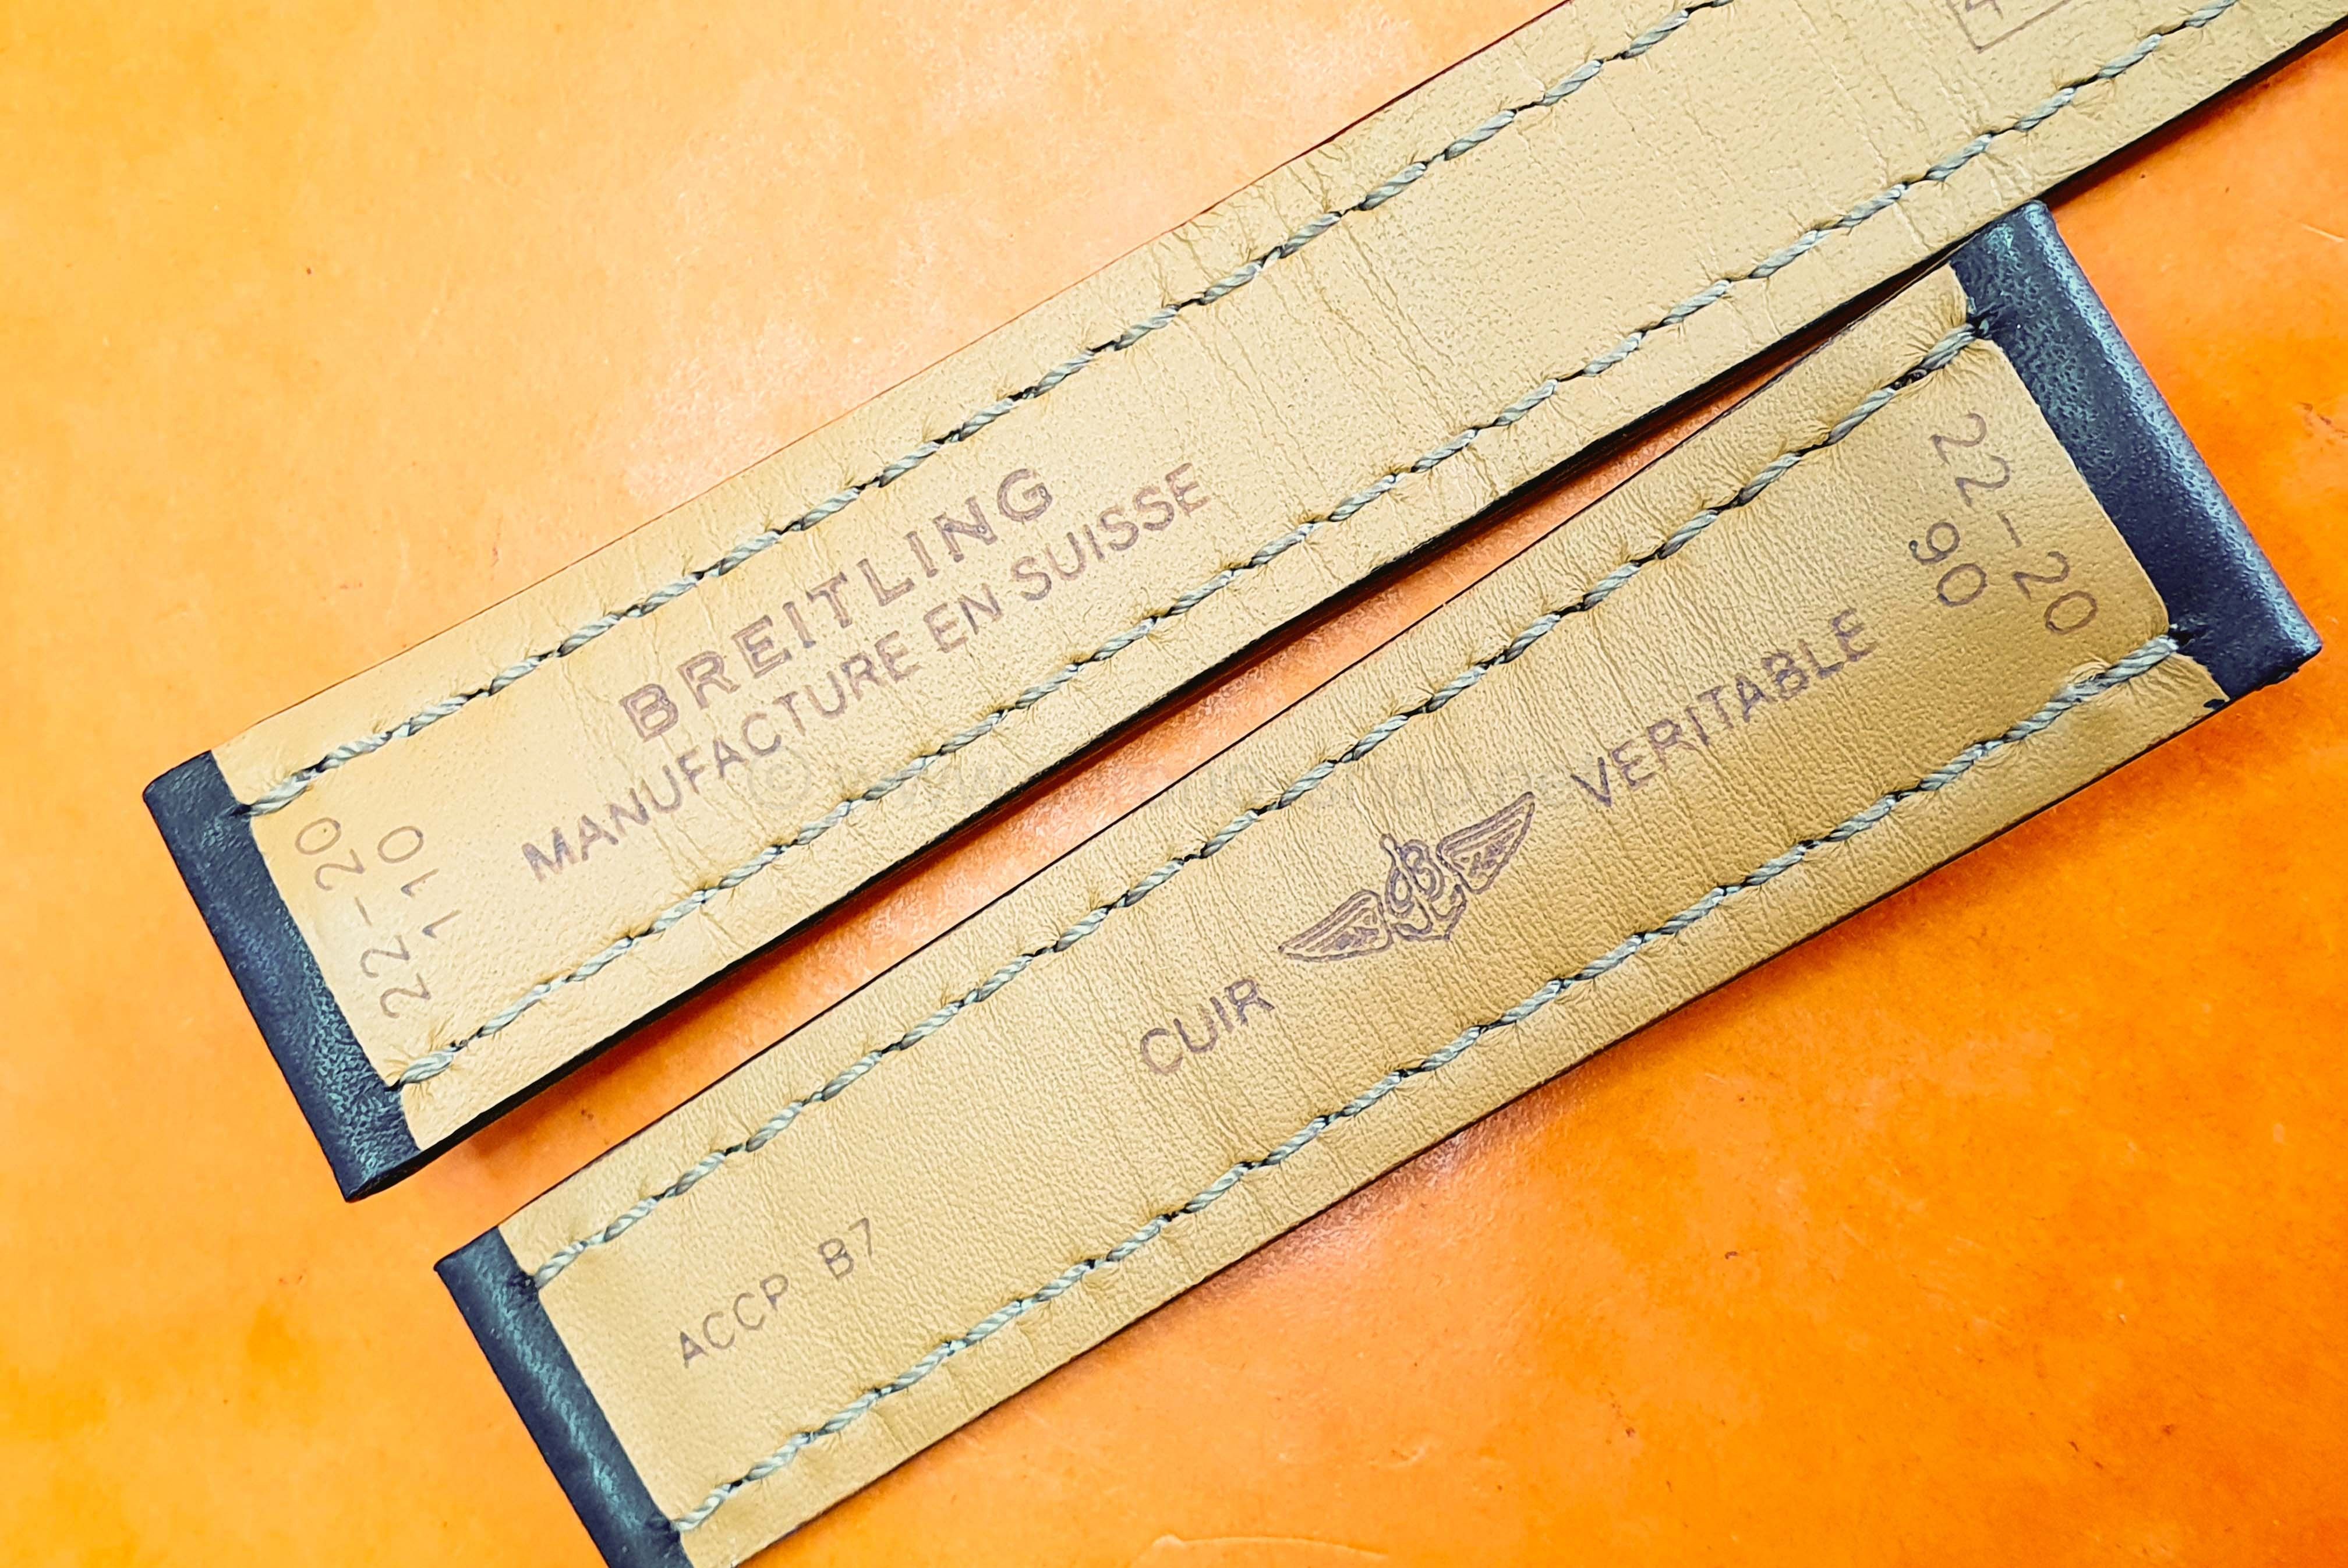 BREITLING
MANUFACTURE EN SUISSE
22-20
110
22-20
90
CUIR B VERITABLE
ACCP B7